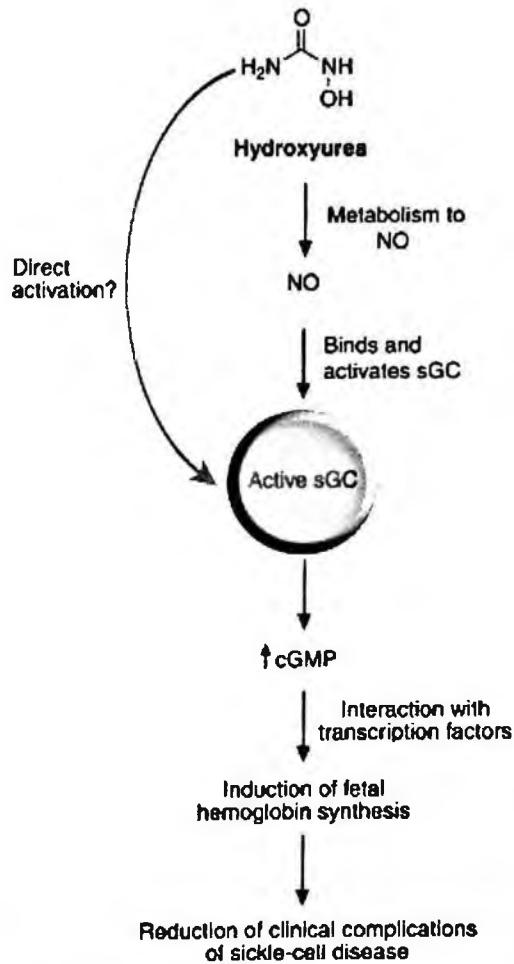 O
H₂N
NH
OH
Hydroxyurea
Metabolism to
NO
Direct
activation?
NO
Binds and
activates sGC
Active sGC
↑cGMP
Interaction with
transcription factors
Induction of fetal
hemoglobin synthesis
Reduction of clinical complications
of sickle-cell disease